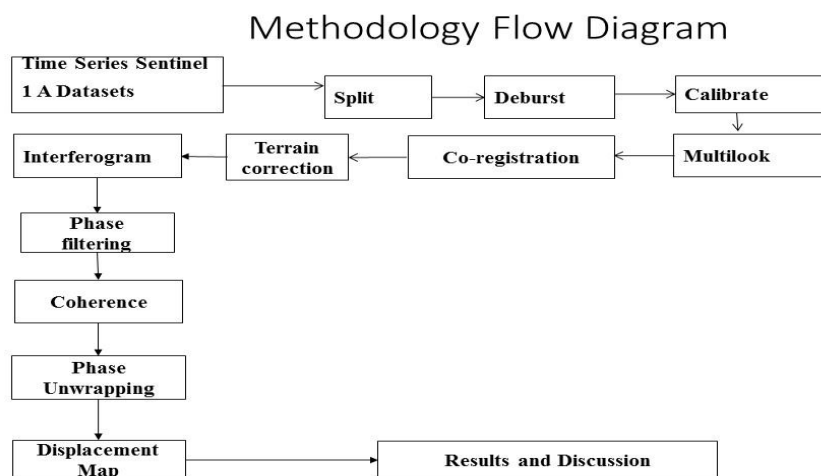 Methodology Flow Diagram
Time Series Sentinel
1 A Datasets
Split
Deburst
Calibrate
Multilook
Co-registration
Terrain
correction
Interferogram
Phase
filtering
Coherence
Phase
Unwrapping
Displacement
Map
Results and Discussion